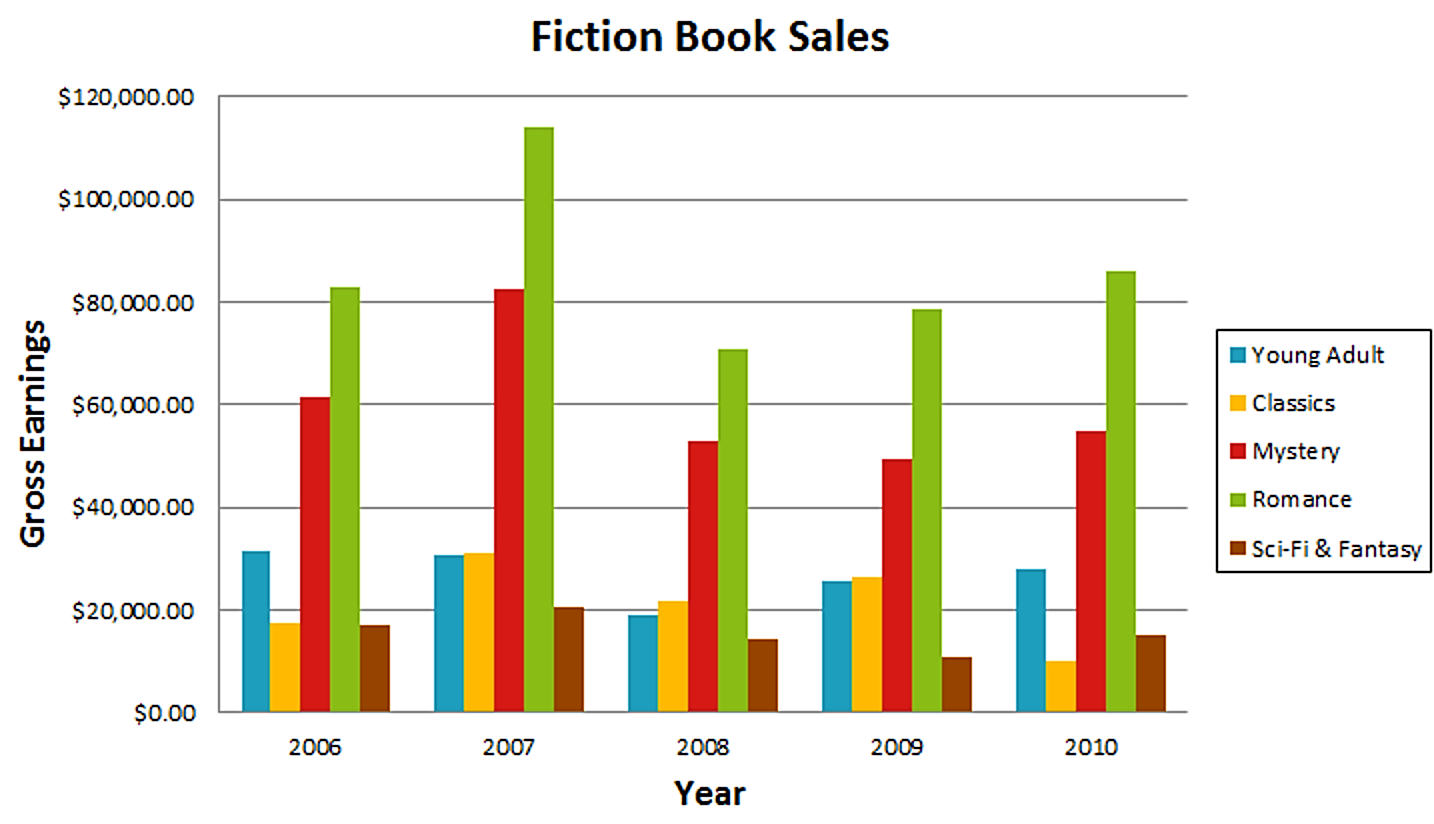 Fiction Book Sales
$120,000.00
$100,000.00
$80,000.00
$60,000.00
$40,000.00
$20,000.00
$0.00
Gross Earnings
2006 2007 2008 2009 2010
Year
Young Adult
Classics
Mystery
Romance
Sci-Fi & Fantasy